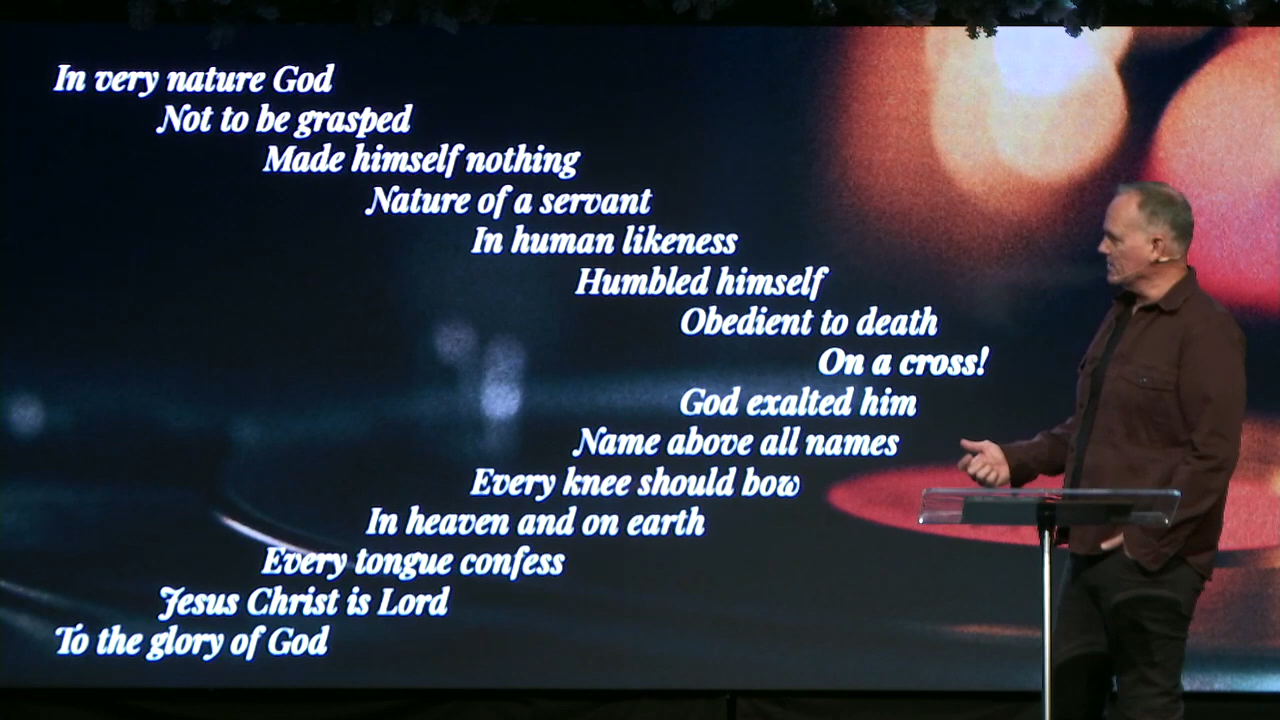 In very nature God
Not to be grasped
Made himself nothing
Nature of a servant
In human likeness
Humbled himself
Obedient to death
On a cross!
God exalted him
Name above all names
Every knee should bow
In heaven and on earth
Every tongue confess
Jesus Christ is Lord
To the glory of God